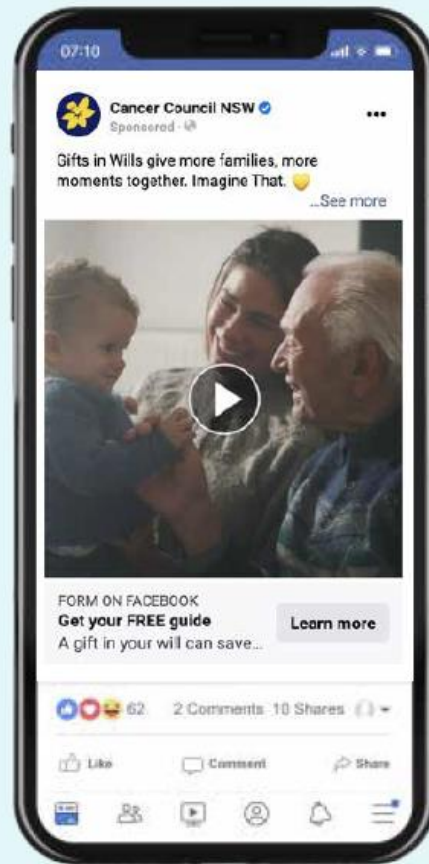 07:10
Cancer Council NSW
Sponsored ·
Gifts in Wills give more families, more
moments together. Imagine That. 💛
...See more
FORM ON FACEBOOK
Get your FREE guide
A gift in your will can save...
Learn more
62 2 Comments 10 Shares
Like Comment Share